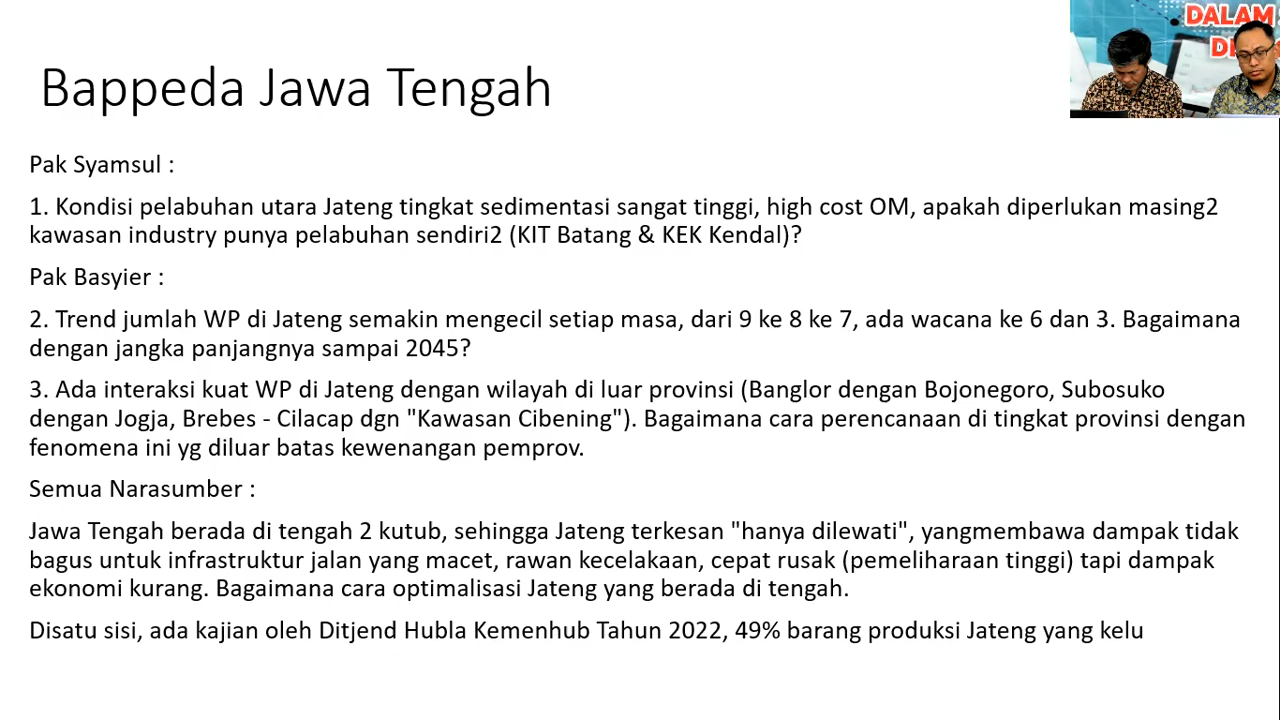 DALAM
Bappeda Jawa Tengah
Pak Syamsul :
1. Kondisi pelabuhan utara Jateng tingkat sedimentasi sangat tinggi, high cost OM, apakah diperlukan masing2
kawasan industry punya pelabuhan sendiri2 (KIT Batang & KEK Kendal)?
Pak Basyier :
2. Trend jumlah WP di Jateng semakin mengecil setiap masa, dari 9 ke 8 ke 7, ada wacana ke 6 dan 3. Bagaimana
dengan jangka panjangnya sampai 2045?
3. Ada interaksi kuat WP di Jateng dengan wilayah di luar provinsi (Banglor dengan Bojonegoro, Subosuko
dengan Jogja, Brebes - Cilacap dgn "Kawasan Cibening"). Bagaimana cara perencanaan di tingkat provinsi dengan
fenomena ini yg diluar batas kewenangan pemprov.
Semua Narasumber :
Jawa Tengah berada di tengah 2 kutub, sehingga Jateng terkesan "hanya dilewati", yangmembawa dampak tidak
bagus untuk infrastruktur jalan yang macet, rawan kecelakaan, cepat rusak (pemeliharaan tinggi) tapi dampak
ekonomi kurang. Bagaimana cara optimalisasi Jateng yang berada di tengah.
Disatu sisi, ada kajian oleh Ditjend Hubla Kemenhub Tahun 2022, 49% barang produksi Jateng yang kelu